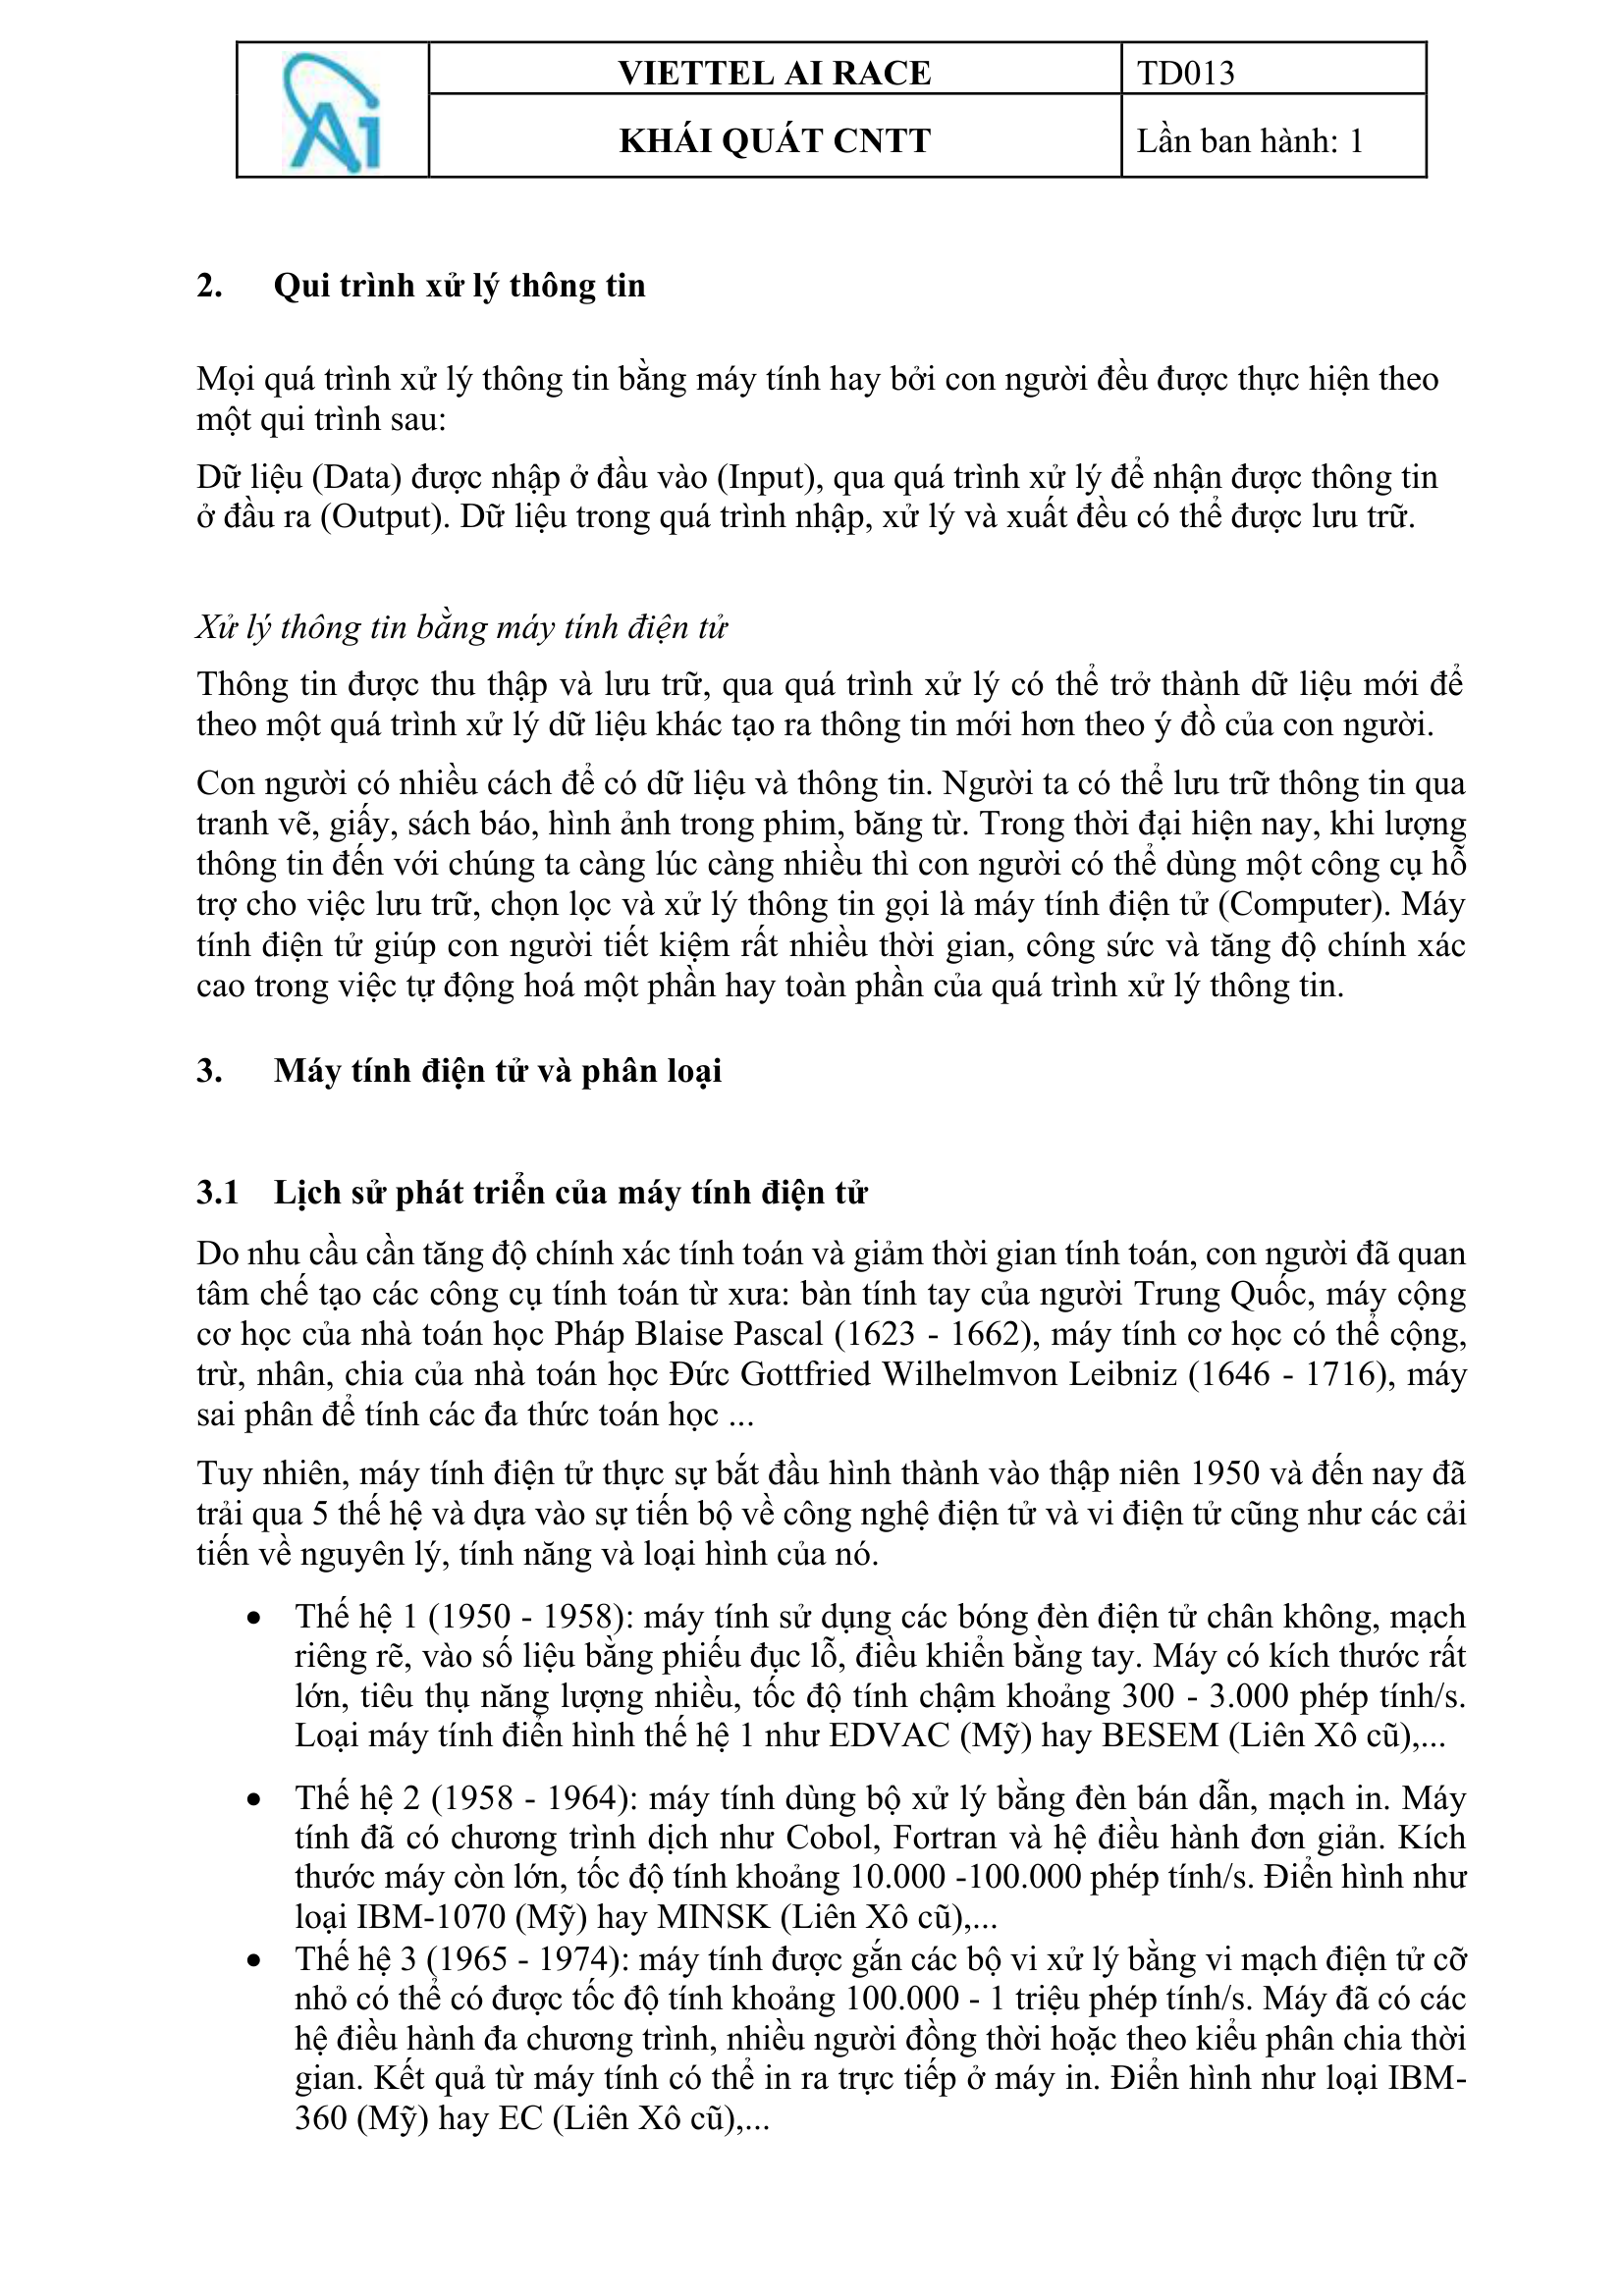 Ai
VIETTEL AI RACE
TD013
KHÁI QUÁT CNTT
Lần ban hành: 1
2. Qui trình xử lý thông tin
Mọi quá trình xử lý thông tin bằng máy tính hay bởi con người đều được thực hiện theo
một qui trình sau:
Dữ liệu (Data) được nhập ở đầu vào (Input), qua quá trình xử lý để nhận được thông tin
ở đầu ra (Output). Dữ liệu trong quá trình nhập, xử lý và xuất đều có thể được lưu trữ.
Xử lý thông tin bằng máy tính điện tử
Thông tin được thu thập và lưu trữ, qua quá trình xử lý có thể trở thành dữ liệu mới để
theo một quá trình xử lý dữ liệu khác tạo ra thông tin mới hơn theo ý đồ của con người.
Con người có nhiều cách để có dữ liệu và thông tin. Người ta có thể lưu trữ thông tin qua
tranh vẽ, giấy, sách báo, hình ảnh trong phim, băng từ. Trong thời đại hiện nay, khi lượng
thông tin đến với chúng ta càng lúc càng nhiều thì con người có thể dùng một công cụ hỗ
trợ cho việc lưu trữ, chọn lọc và xử lý thông tin gọi là máy tính điện tử (Computer). Máy
tính điện tử giúp con người tiết kiệm rất nhiều thời gian, công sức và tăng độ chính xác
cao trong việc tự động hoá một phần hay toàn phần của quá trình xử lý thông tin.
3. Máy tính điện tử và phân loại
3.1 Lịch sử phát triển của máy tính điện tử
Do nhu cầu cần tăng độ chính xác tính toán và giảm thời gian tính toán, con người đã quan
tâm chế tạo các công cụ tính toán từ xưa: bàn tính tay của người Trung Quốc, máy cộng
cơ học của nhà toán học Pháp Blaise Pascal (1623 - 1662), máy tính cơ học có thể cộng,
trừ, nhân, chia của nhà toán học Đức Gottfried Wilhelmvon Leibniz (1646 - 1716), máy
sai phân để tính các đa thức toán học ...
Tuy nhiên, máy tính điện tử thực sự bắt đầu hình thành vào thập niên 1950 và đến nay đã
trải qua 5 thế hệ và dựa vào sự tiến bộ về công nghệ điện tử và vi điện tử cũng như các cải
tiến về nguyên lý, tính năng và loại hình của nó.
• Thế hệ 1 (1950 - 1958): máy tính sử dụng các bóng đèn điện tử chân không, mạch
riêng rẽ, vào số liệu bằng phiếu đục lỗ, điều khiển bằng tay. Máy có kích thước rất
lớn, tiêu thụ năng lượng nhiều, tốc độ tính chậm khoảng 300 - 3.000 phép tính/s.
Loại máy tính điển hình thế hệ 1 như EDVAC (Mỹ) hay BESEM (Liên Xô cũ),...
• Thế hệ 2 (1958 - 1964): máy tính dùng bộ xử lý bằng đèn bán dẫn, mạch in. Máy
tính đã có chương trình dịch như Cobol, Fortran và hệ điều hành đơn giản. Kích
thước máy còn lớn, tốc độ tính khoảng 10.000 -100.000 phép tính/s. Điển hình như
loại IBM-1070 (Mỹ) hay MINSK (Liên Xô cũ),...
• Thế hệ 3 (1965 - 1974): máy tính được gắn các bộ vi xử lý bằng vi mạch điện tử cỡ
nhỏ có thể có được tốc độ tính khoảng 100.000 - 1 triệu phép tính/s. Máy đã có các
hệ điều hành đa chương trình, nhiều người đồng thời hoặc theo kiểu phân chia thời
gian. Kết quả từ máy tính có thể in ra trực tiếp ở máy in. Điển hình như loại IBM-
360 (Mỹ) hay EC (Liên Xô cũ),...